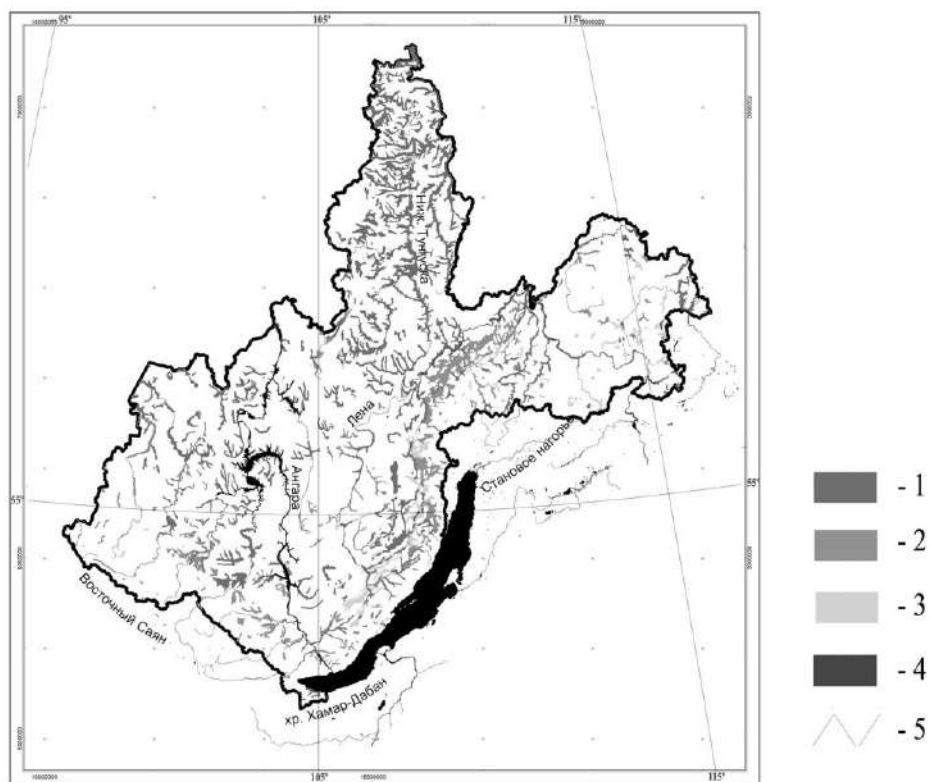 95°
105°
115°
Ниж. Тунгуска
Лена
Ангара
Становое нагорье
55°
55°
Восточный Саян
хр. Хамар-Дабан
105°
115°
- 1
- 2
- 3
- 4
- 5